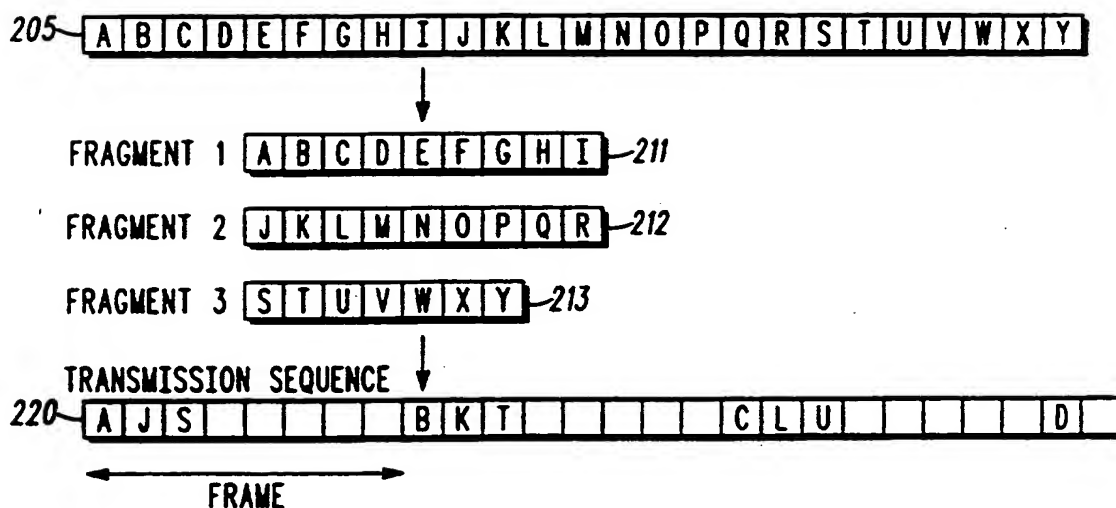 205 A B C D E F G H I J K L M N O P Q R S T U V W X Y
FRAGMENT 1 A B C D E F G H I 211
FRAGMENT 2 J K L M N O P Q R 212
FRAGMENT 3 S T U V W X Y 213
TRANSMISSION SEQUENCE
220 A J S B K T C L U D
FRAME